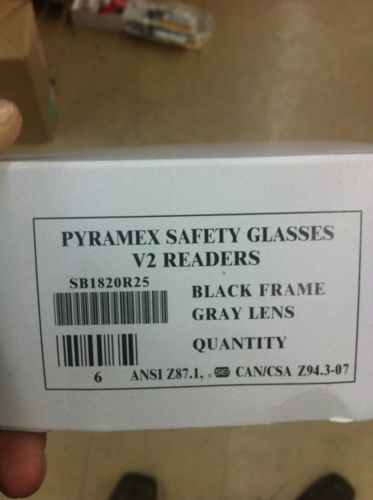 PYRAMEX SAFETY GLASSES
V2 READERS
SB1820R25
BLACK FRAME
GRAY LENS
QUANTITY
6 ANSI Z87.1, c SEI CAN/CSA Z94.3-07